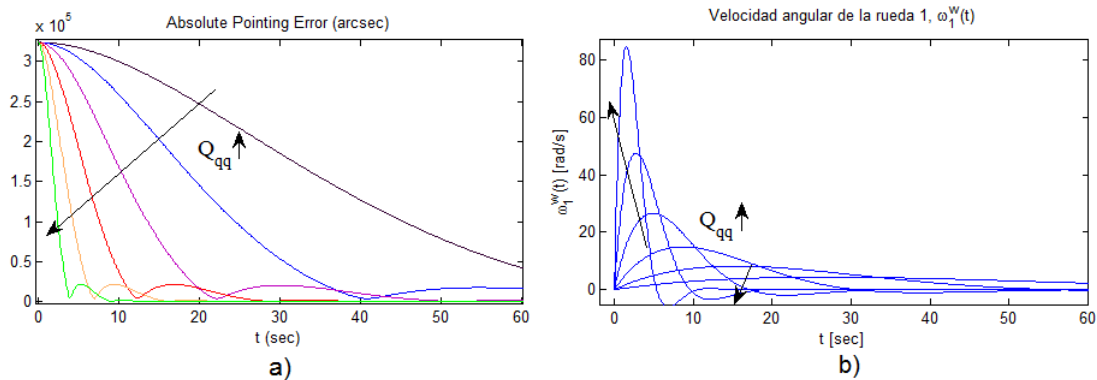 Absolute Pointing Error (arcsec)
x 10^5
3
2.5
2
1.5
1
0.5
0
0 10 20 30 40 50 60
t (sec)
Q_qq
a)
Velocidad angular de la rueda 1, ω_1^w(t)
ω_1^w(t) [rad/s]
80
60
40
20
0
0 10 20 30 40 50 60
t [sec]
Q_qq
b)